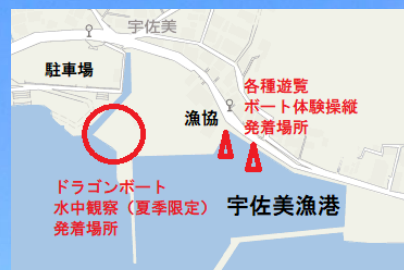 宇佐美
駐車場
各種遊覧
ボート体験操縦
発着場所
漁協
ドラゴンボート
水中観察（夏季限定）
発着場所
宇佐美漁港